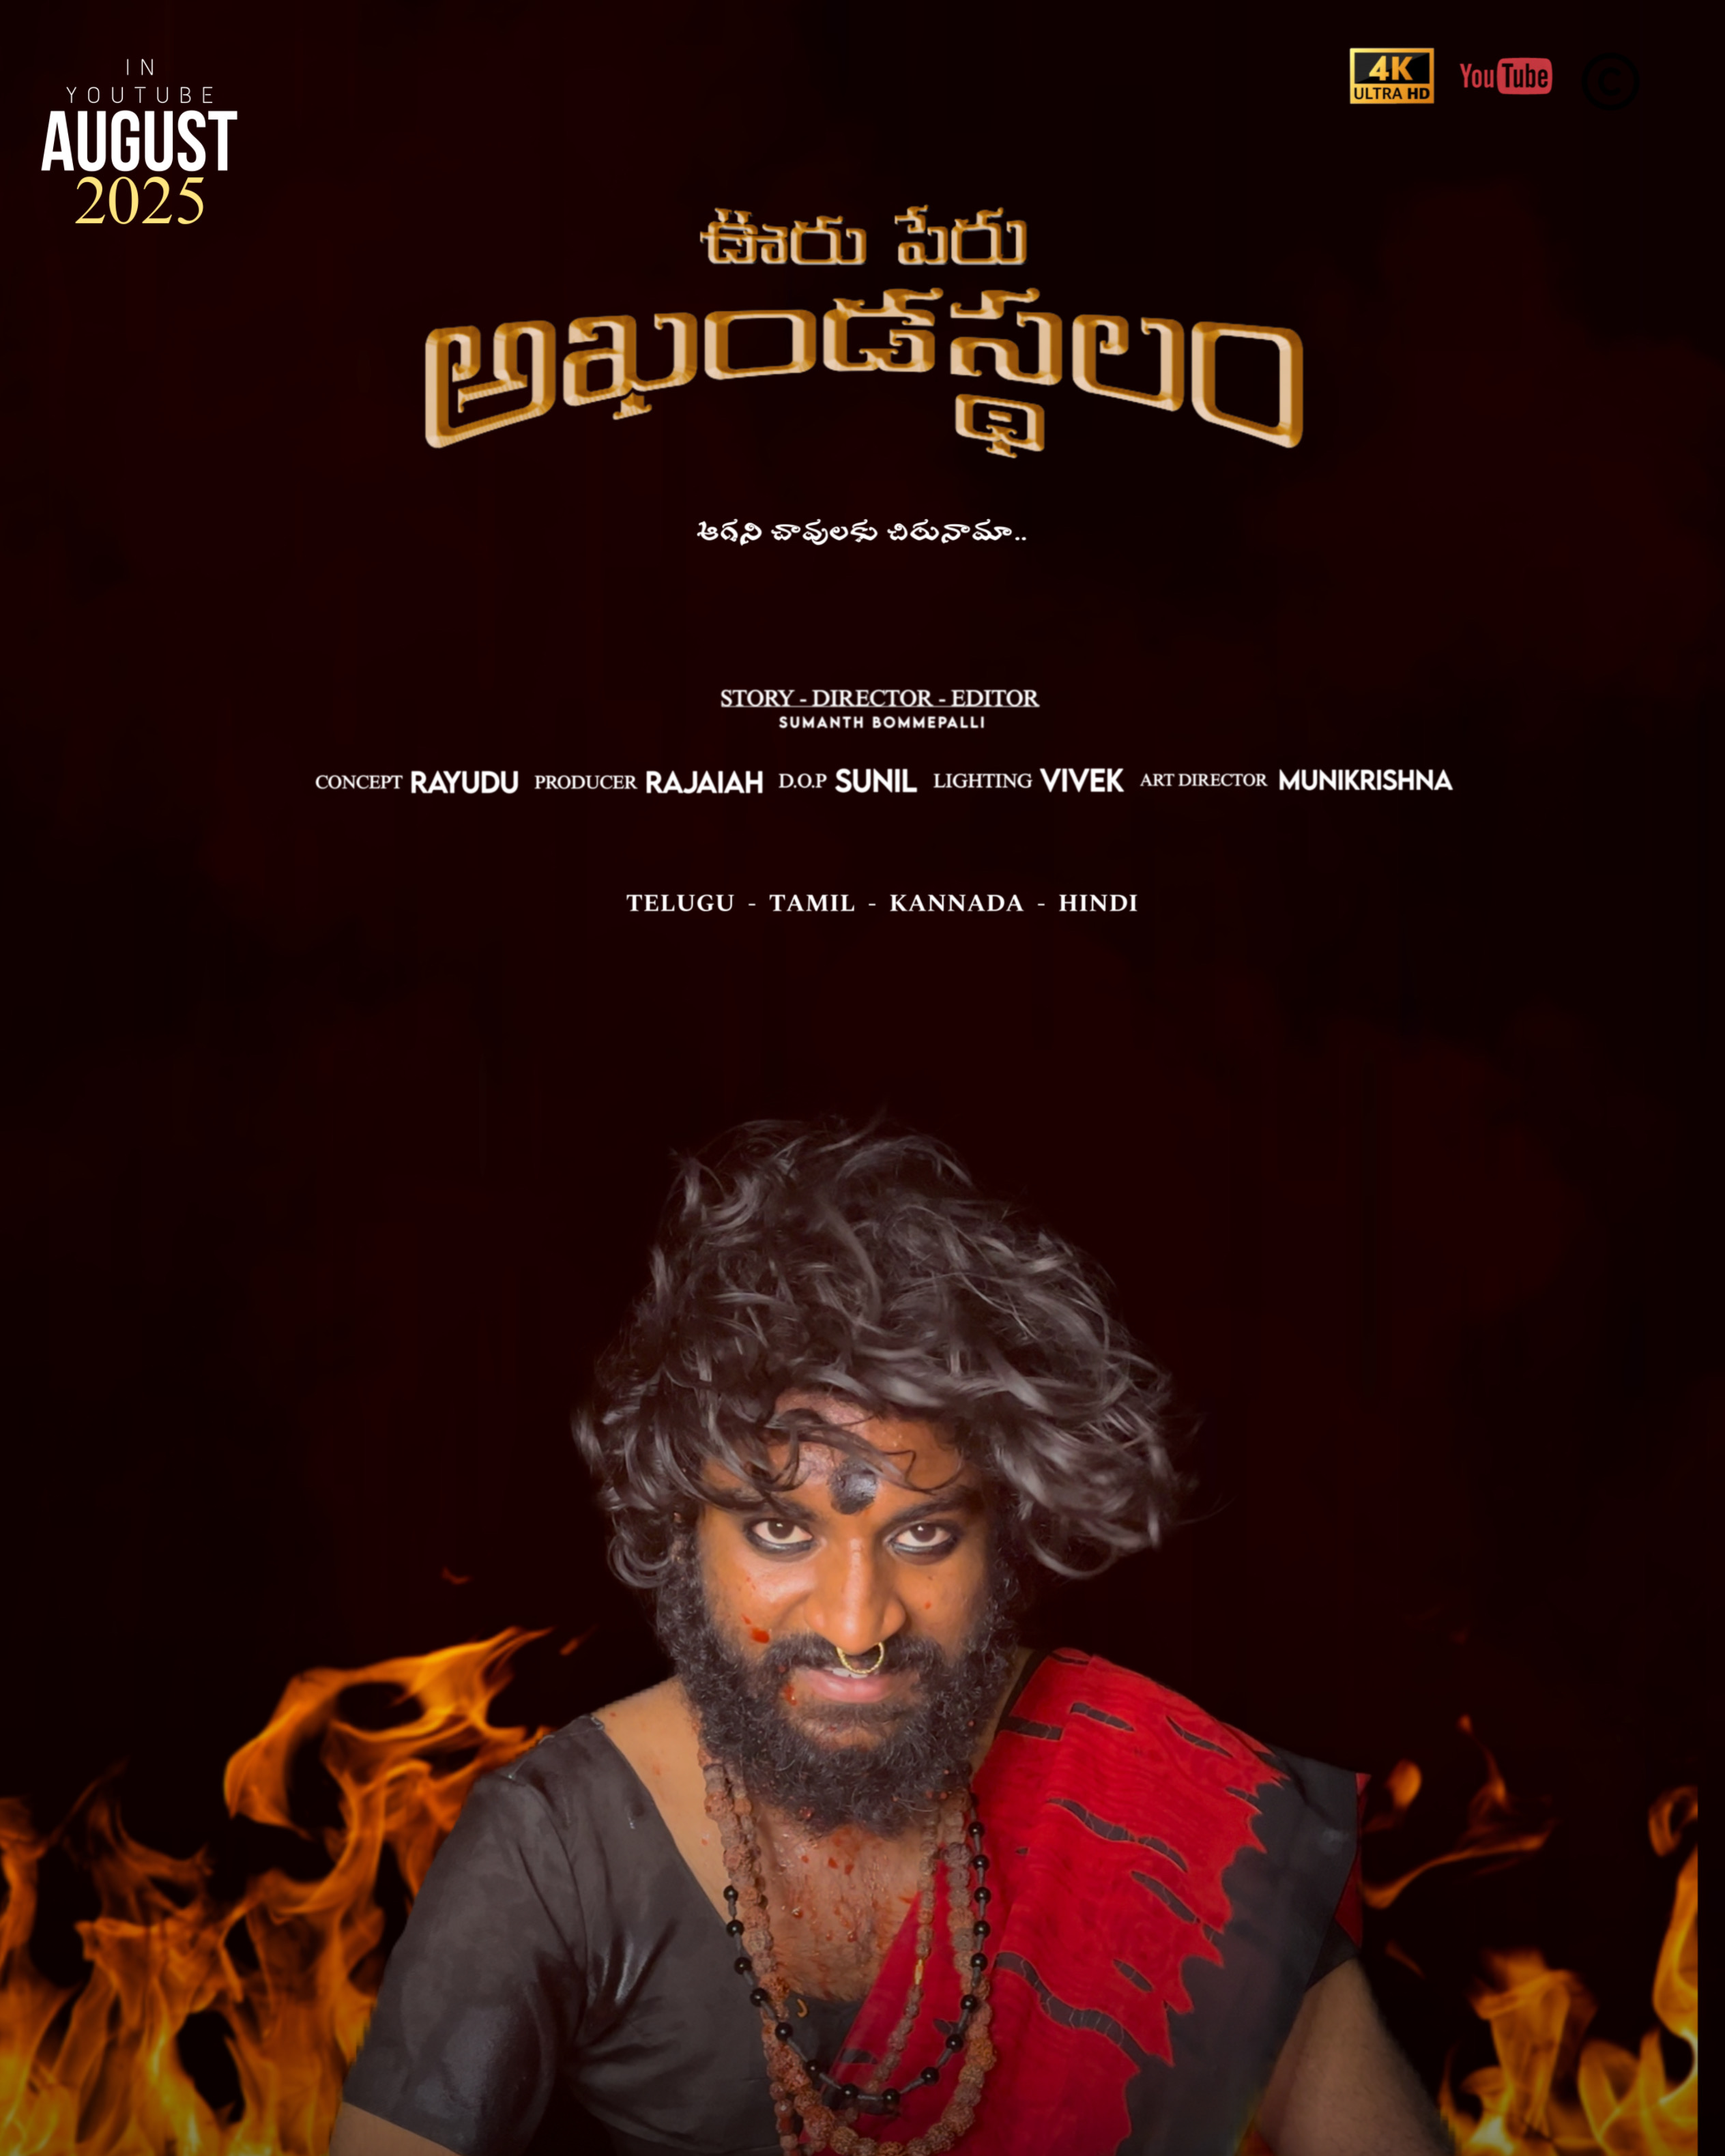 IN
YOUTUBE
AUGUST
2025
4K
ULTRA HD
YouTube
©
ఊరు పేరు
అఖండస్థలం
ఆగని చావులకు చిరునామా..
STORY - DIRECTOR - EDITOR
SUMANTH BOMMEPALLI
CONCEPT RAYUDU PRODUCER RAJAIAH D.O.P SUNIL LIGHTING VIVEK ART DIRECTOR MUNIKRISHNA
TELUGU - TAMIL - KANNADA - HINDI